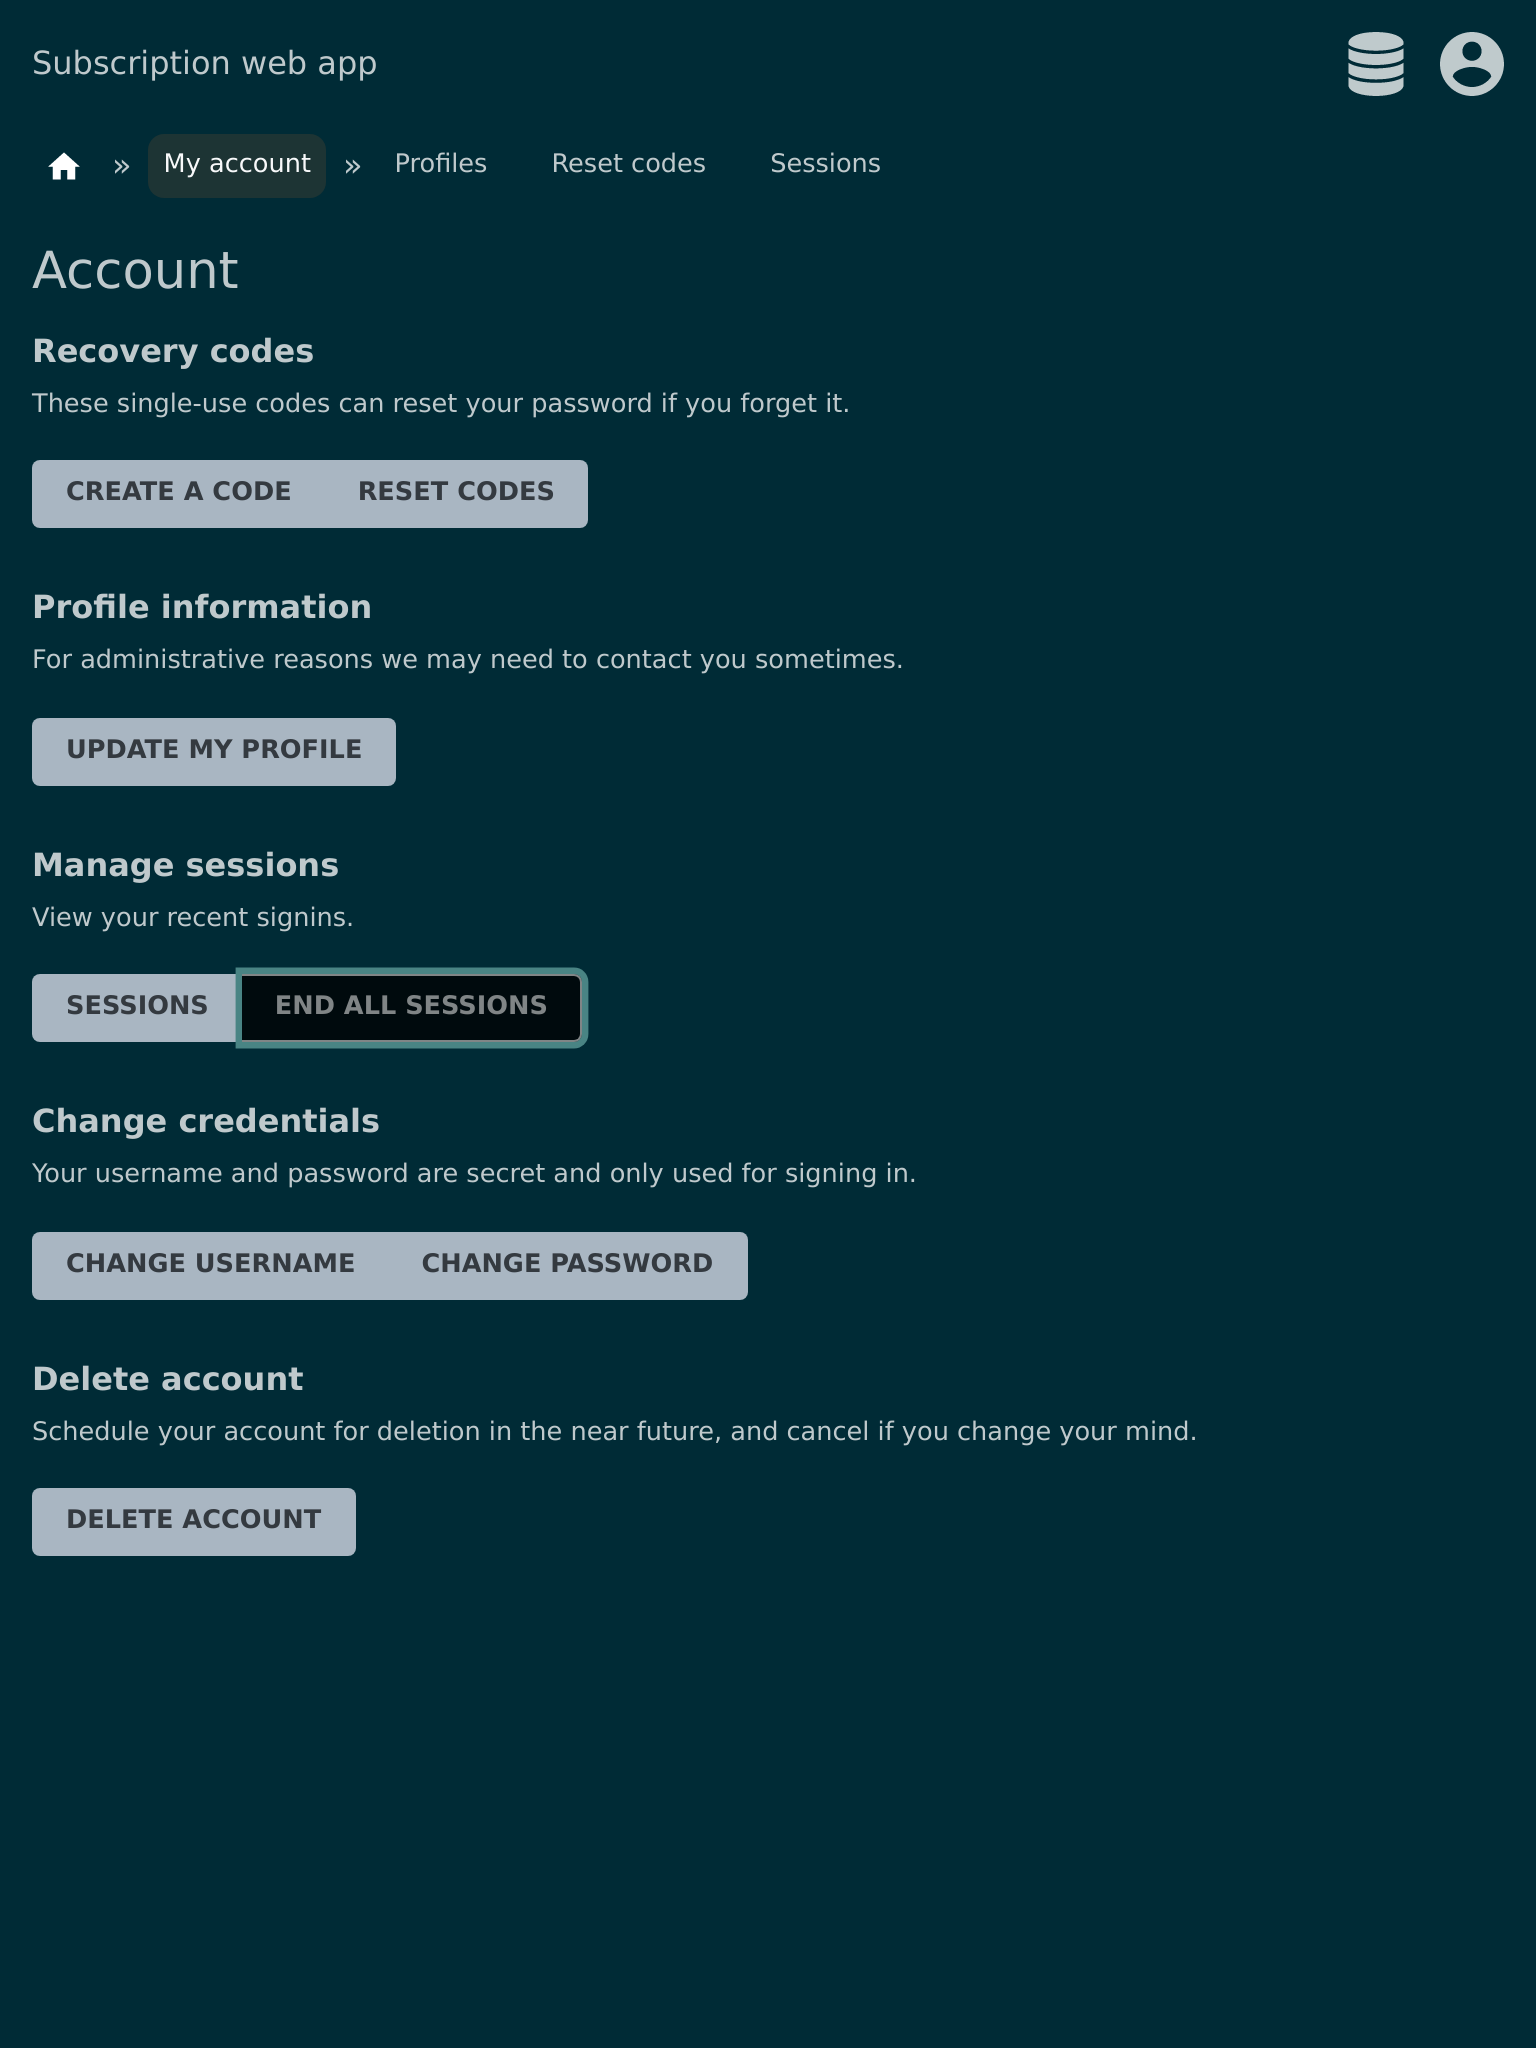 Subscription web app
» My account » Profiles Reset codes Sessions
Account
Recovery codes
These single-use codes can reset your password if you forget it.
CREATE A CODE RESET CODES
Profile information
For administrative reasons we may need to contact you sometimes.
UPDATE MY PROFILE
Manage sessions
View your recent signins.
SESSIONS END ALL SESSIONS
Change credentials
Your username and password are secret and only used for signing in.
CHANGE USERNAME CHANGE PASSWORD
Delete account
Schedule your account for deletion in the near future, and cancel if you change your mind.
DELETE ACCOUNT